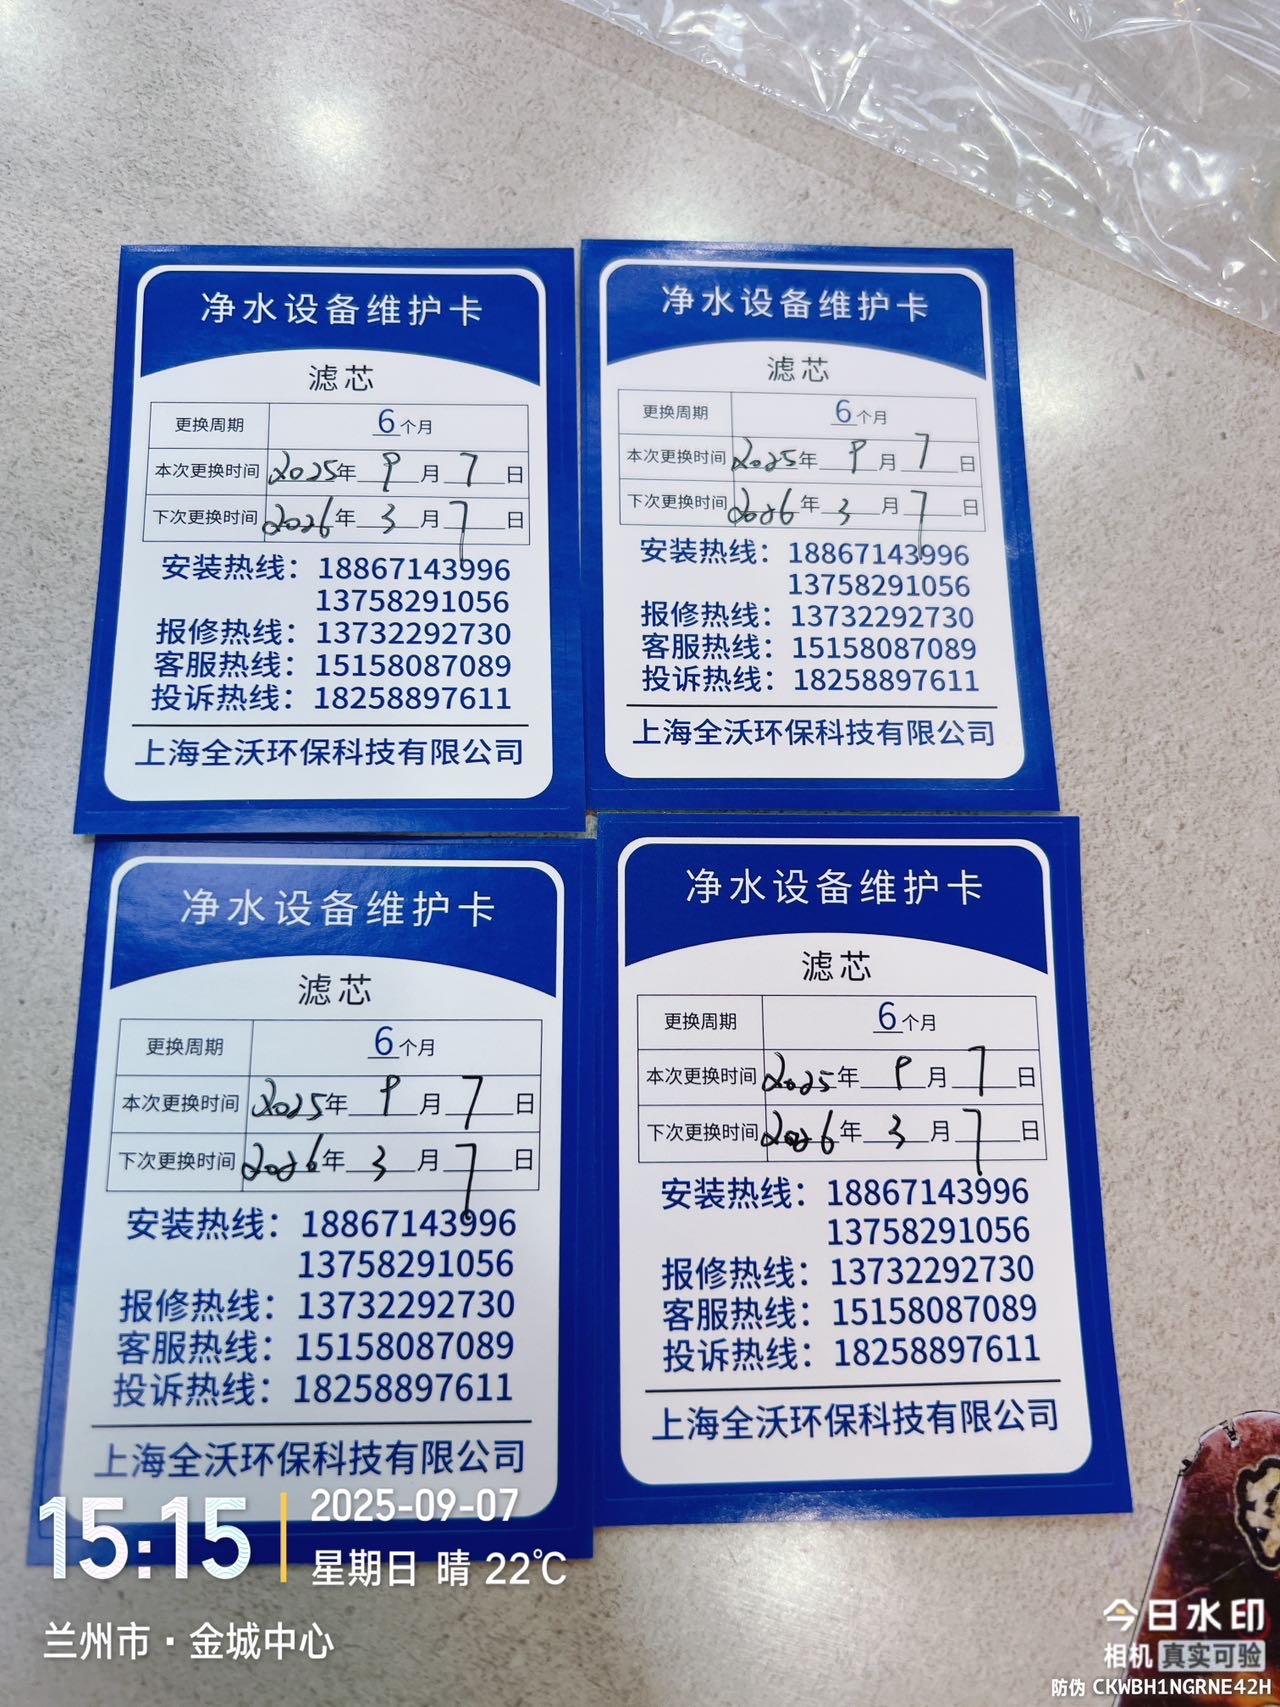 净水设备维护卡
滤芯
更换周期 6个月
本次更换时间 2025年 9 月 7 日
下次更换时间 2026年 3 月 7 日
安装热线：18867143996
13758291056
报修热线：13732292730
客服热线：15158087089
投诉热线：18258897611
上海全沃环保科技有限公司
净水设备维护卡
滤芯
更换周期 6个月
本次更换时间 2025年 9 月 7 日
下次更换时间 2026年 3 月 7 日
安装热线：18867143996
13758291056
报修热线：13732292730
客服热线：15158087089
投诉热线：18258897611
上海全沃环保科技有限公司
净水设备维护卡
滤芯
更换周期 6个月
本次更换时间 2025年 9 月 7 日
下次更换时间 2026年 3 月 7 日
安装热线：18867143996
13758291056
报修热线：13732292730
客服热线：15158087089
投诉热线：18258897611
上海全沃环保科技有限公司
净水设备维护卡
滤芯
更换周期 6个月
本次更换时间 2025年 9 月 7 日
下次更换时间 2026年 3 月 7 日
安装热线：18867143996
13758291056
报修热线：13732292730
客服热线：15158087089
投诉热线：18258897611
上海全沃环保科技有限公司
15:15
2025-09-07
星期日 晴 22℃
兰州市·金城中心
今日水印
相机 真实可验
防伪 CKWBH1NGRNE42H